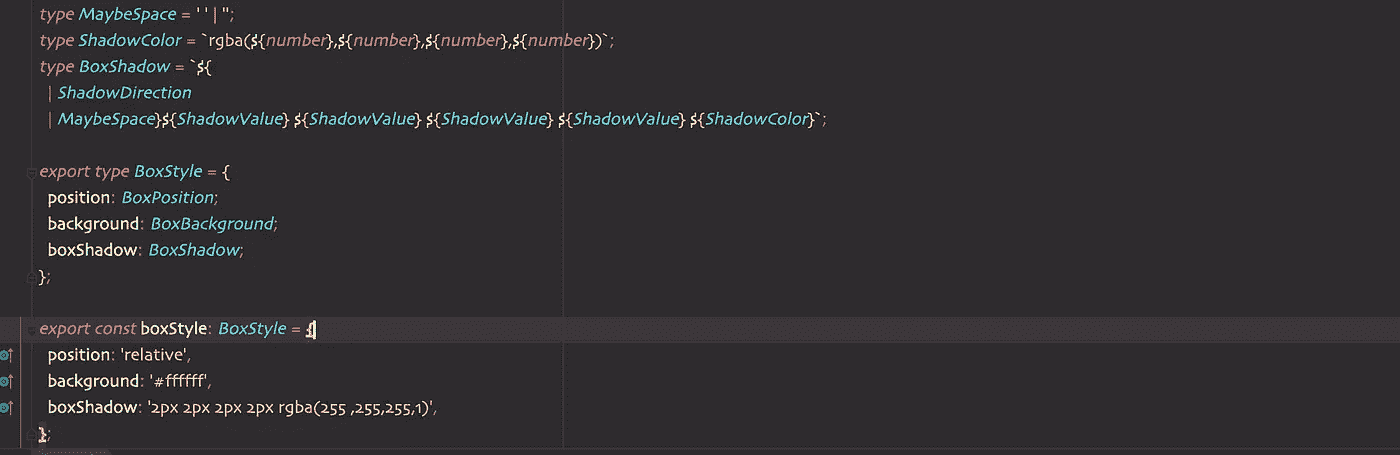 type MaybeSpace = ' ' | '';
type ShadowColor = `rgba(${number},${number},${number},${number})`;
type BoxShadow = `${
| ShadowDirection
| MaybeSpace}${ShadowValue} ${ShadowValue} ${ShadowValue} ${ShadowValue} ${ShadowColor}`;
export type BoxStyle = {
position: BoxPosition;
background: BoxBackground;
boxShadow: BoxShadow;
};
export const boxStyle: BoxStyle = {
position: 'relative',
background: '#ffffff',
boxShadow: '2px 2px 2px 2px rgba(255 ,255,255,1)',
};